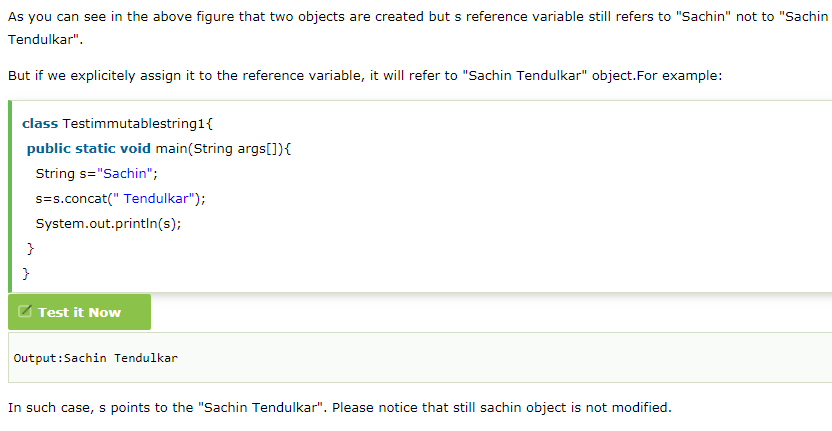 As you can see in the above figure that two objects are created but s reference variable still refers to "Sachin" not to "Sachin
Tendulkar".
But if we explicitely assign it to the reference variable, it will refer to "Sachin Tendulkar" object.For example:
class Testimmutablestring1{
public static void main(String args[]){
String s="Sachin";
s=s.concat(" Tendulkar");
System.out.println(s);
}
}
Test it Now
Output:Sachin Tendulkar
In such case, s points to the "Sachin Tendulkar". Please notice that still sachin object is not modified.